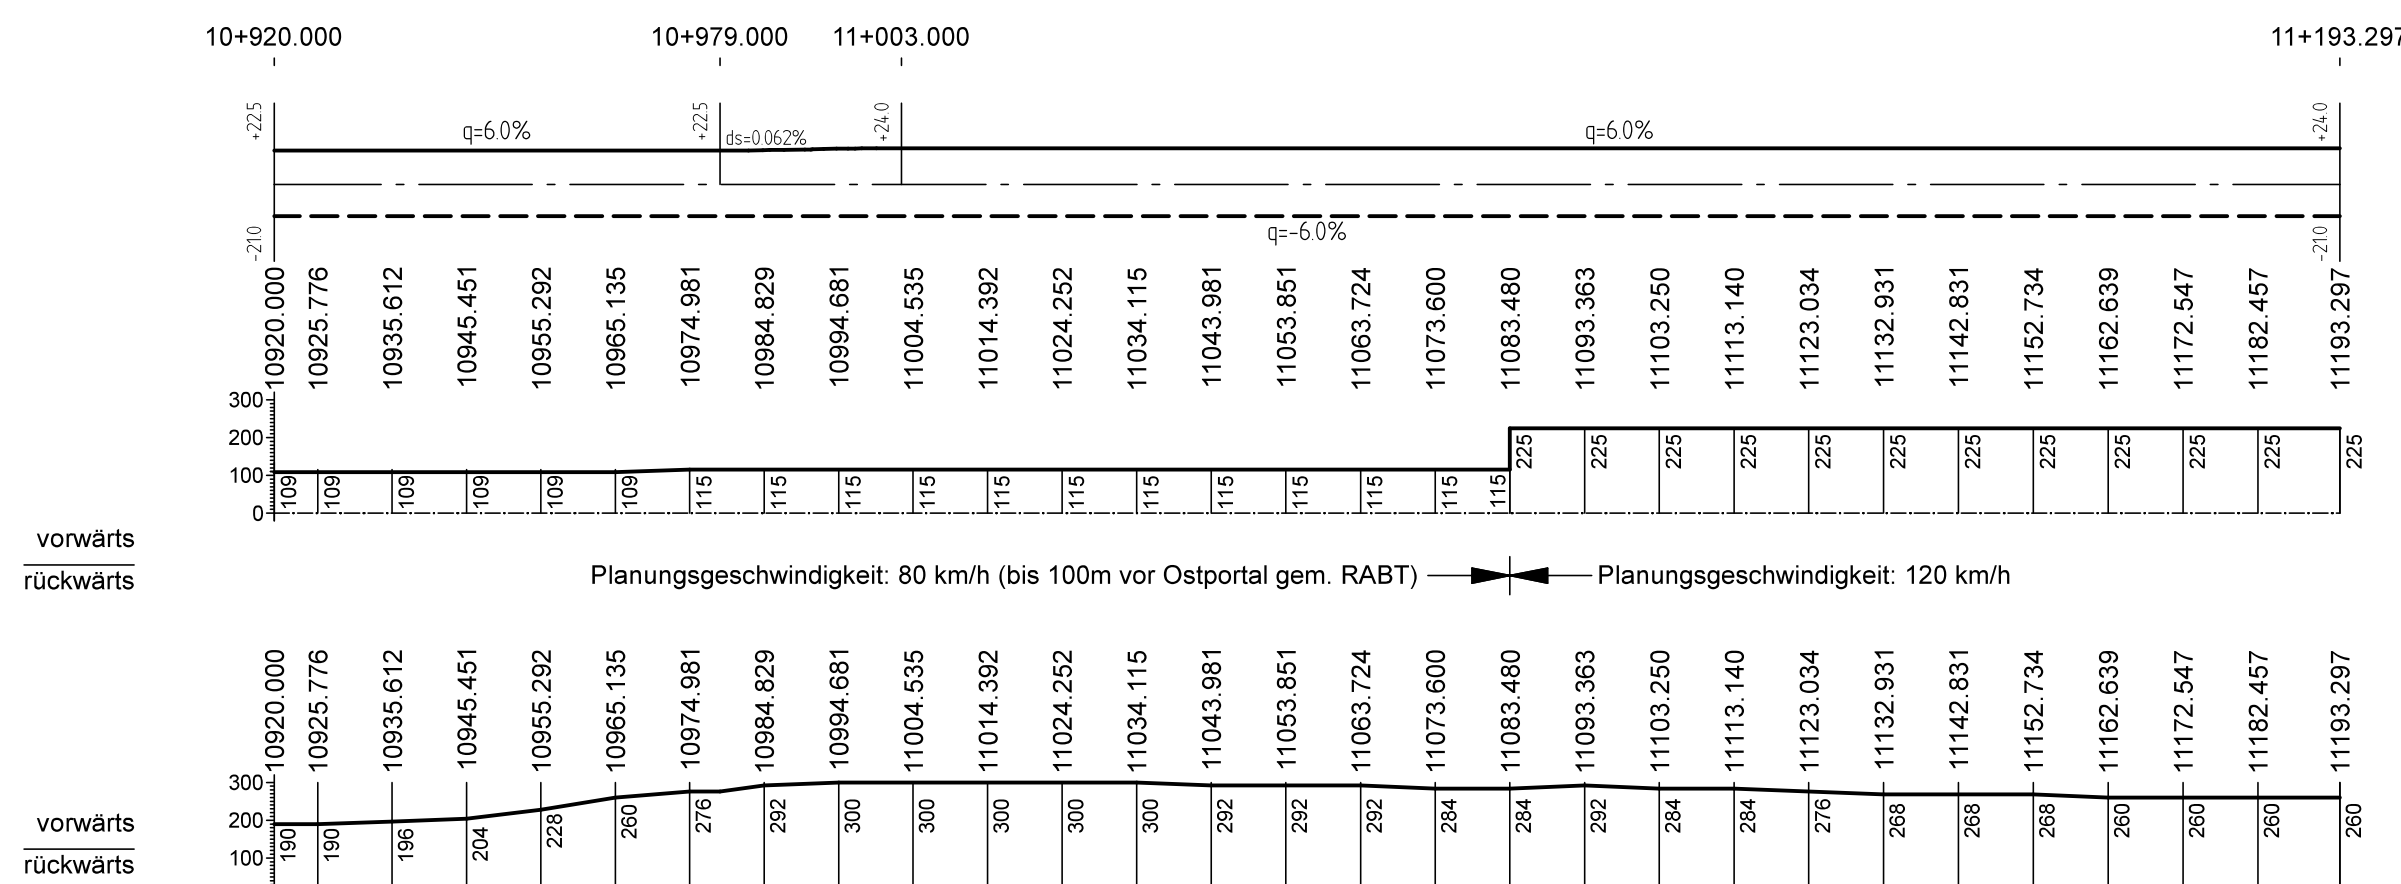 10+920.000 10+979.000 11+003.000 11+193.297
+22.5 +22.5 +24.0 +24.0
q=6.0% ds=0.062% q=6.0%
-21.0 q=-6.0% -21.0
10920.000 10925.776 10935.612 10945.451 10955.292 10965.135 10974.981 10984.829 10994.681 11004.535 11014.392 11024.252 11034.115 11043.981 11053.851 11063.724 11073.600 11083.480 11093.363 11103.250 11113.140 11123.034 11132.931 11142.831 11152.734 11162.639 11172.547 11182.457 11193.297
300
200
225 225 225 225 225 225 225 225 225 225 225 225
100
109 109 109 109 109 109 115 115 115 115 115 115 115 115 115 115 115 115
0
vorwärts
rückwärts
Planungsgeschwindigkeit: 80 km/h (bis 100m vor Ostportal gem. RABT) Planungsgeschwindigkeit: 120 km/h
10920.000 10925.776 10935.612 10945.451 10955.292 10965.135 10974.981 10984.829 10994.681 11004.535 11014.392 11024.252 11034.115 11043.981 11053.851 11063.724 11073.600 11083.480 11093.363 11103.250 11113.140 11123.034 11132.931 11142.831 11152.734 11162.639 11172.547 11182.457 11193.297
300
200
190 190 196 204 228 260 276 292 300 300 300 300 300 292 292 292 284 284 292 284 284 276 268 268 268 260 260 260 260
100
vorwärts
rückwärts